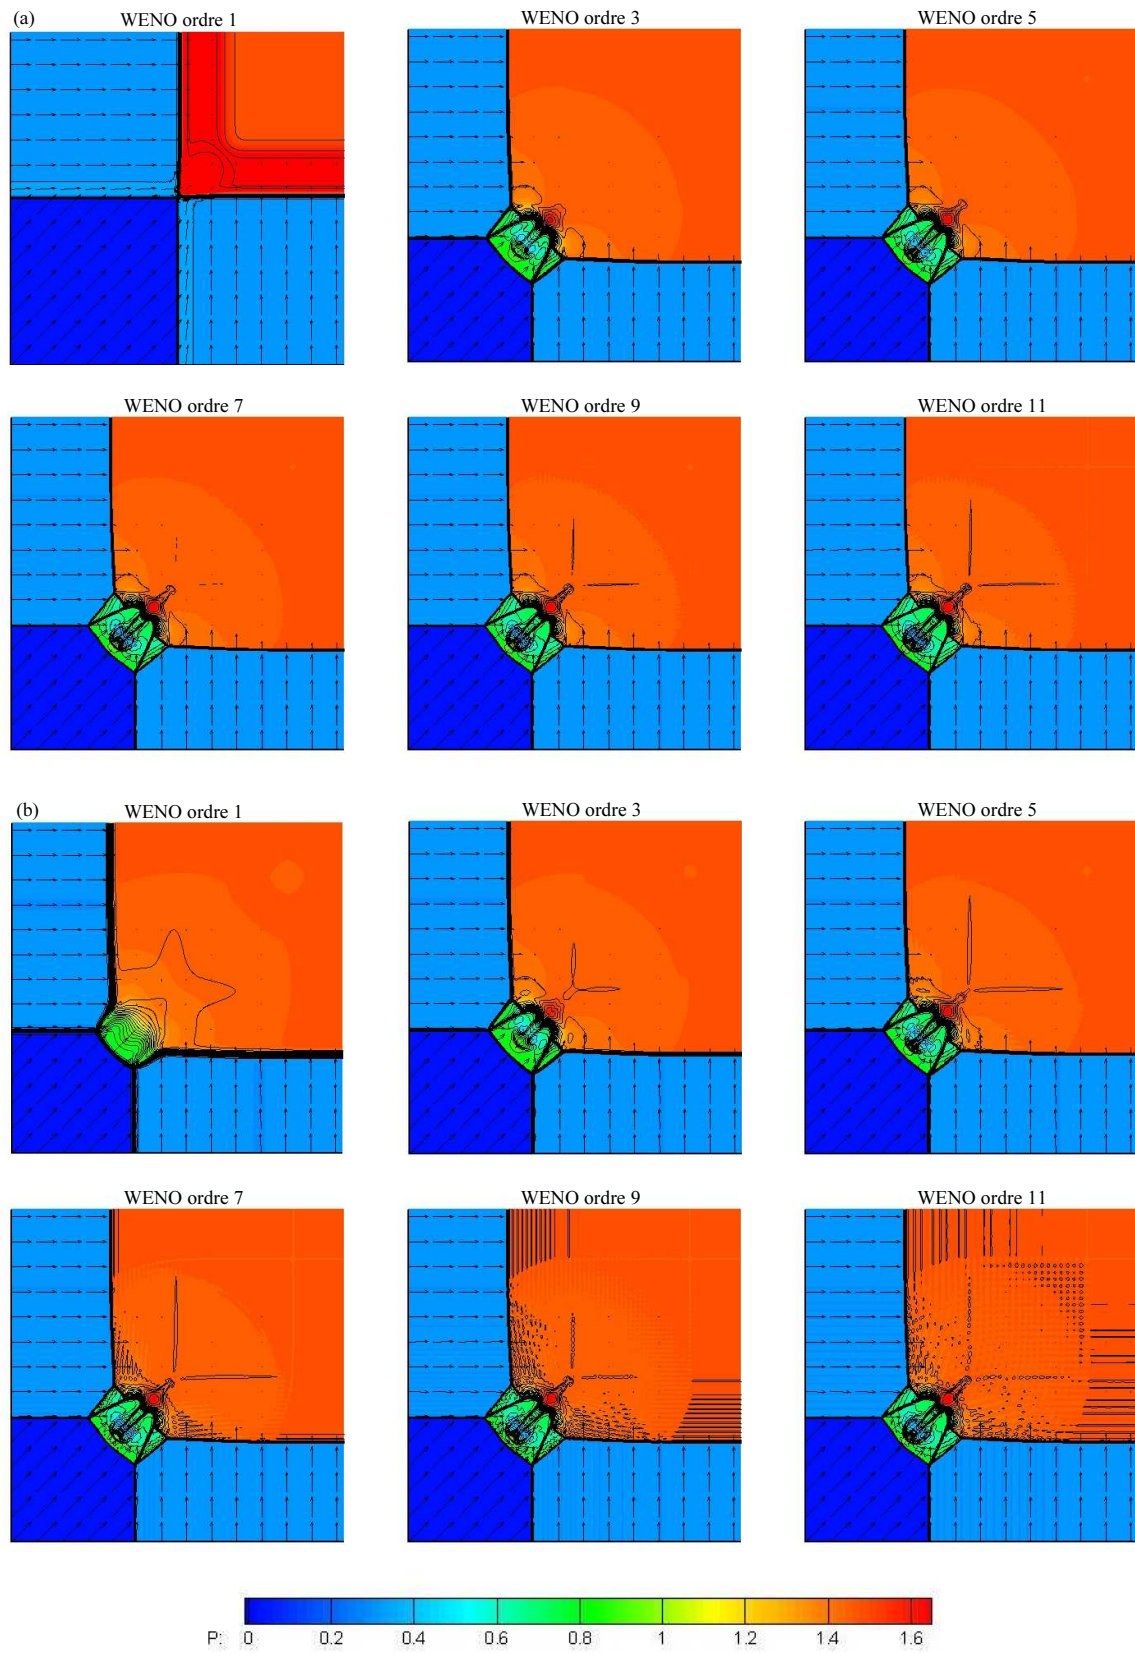 (a)
WENO ordre 1
WENO ordre 3
WENO ordre 5
WENO ordre 7
WENO ordre 9
WENO ordre 11
(b)
WENO ordre 1
WENO ordre 3
WENO ordre 5
WENO ordre 7
WENO ordre 9
WENO ordre 11
P: 0 0.2 0.4 0.6 0.8 1 1.2 1.4 1.6